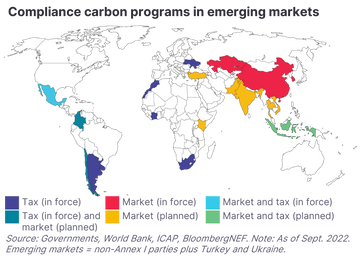 Compliance carbon programs in emerging markets
Tax (in force)
Market (in force)
Market and tax (in force)
Tax (in force) and market (planned)
Market (planned)
Market and tax (planned)
Source: Governments, World Bank, ICAP, BloombergNEF. Note: As of Sept. 2022.
Emerging markets = non-Annex I parties plus Turkey and Ukraine.